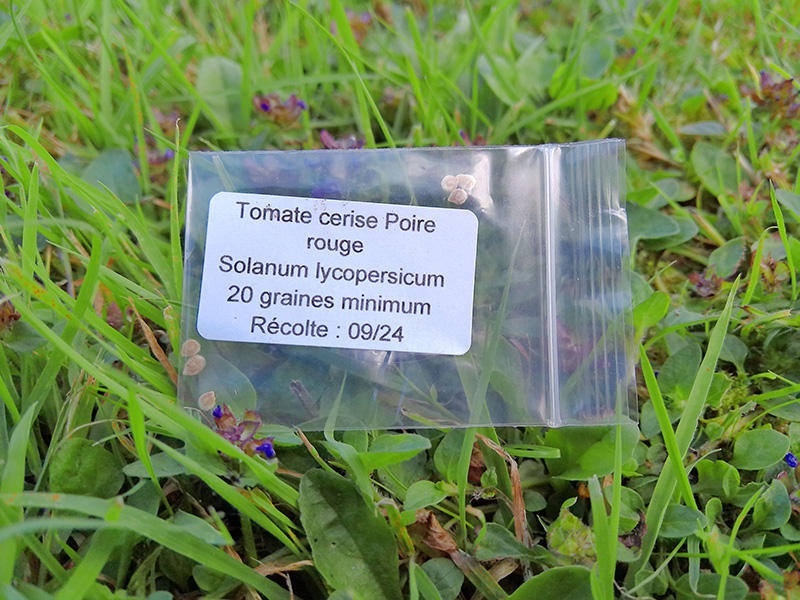 Tomate cerise Poire
rouge
Solanum lycopersicum
20 graines minimum
Récolte : 09/24